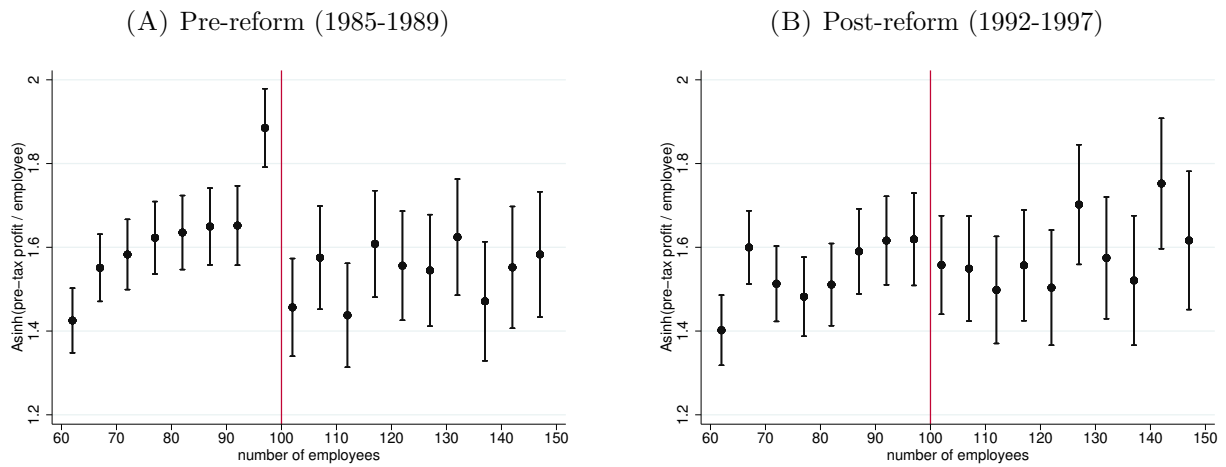 (A) Pre-reform (1985-1989)
Asinh(pre−tax profit / employee)
2
1.8
1.6
1.4
1.2
60 70 80 90 100 110 120 130 140 150
number of employees
(B) Post-reform (1992-1997)
Asinh(pre−tax profit / employee)
2
1.8
1.6
1.4
1.2
60 70 80 90 100 110 120 130 140 150
number of employees